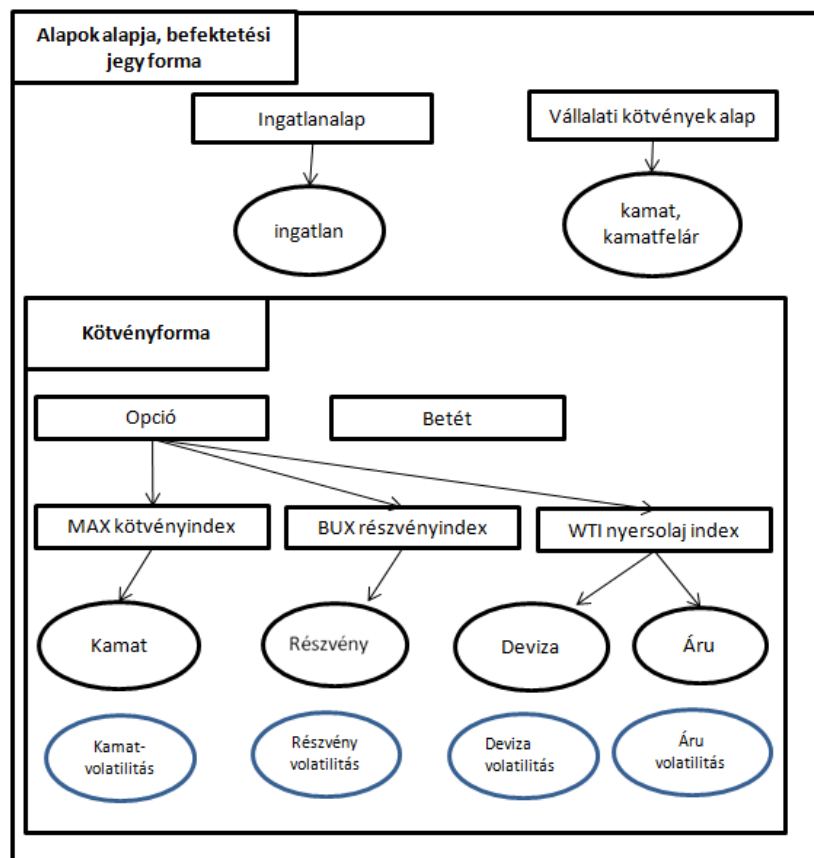 Alapok alapja, befektetési
jegy forma
Ingatlanalap
Vállalati kötvények alap
ingatlan
kamat,
kamatfelár
Kötvényforma
Opció
Betét
MAX kötvényindex
BUX részvényindex
WTI nyersolaj index
Kamat
Részvény
Deviza
Áru
Kamat-
volatilitás
Részvény
volatilitás
Deviza
volatilitás
Áru
volatilitás